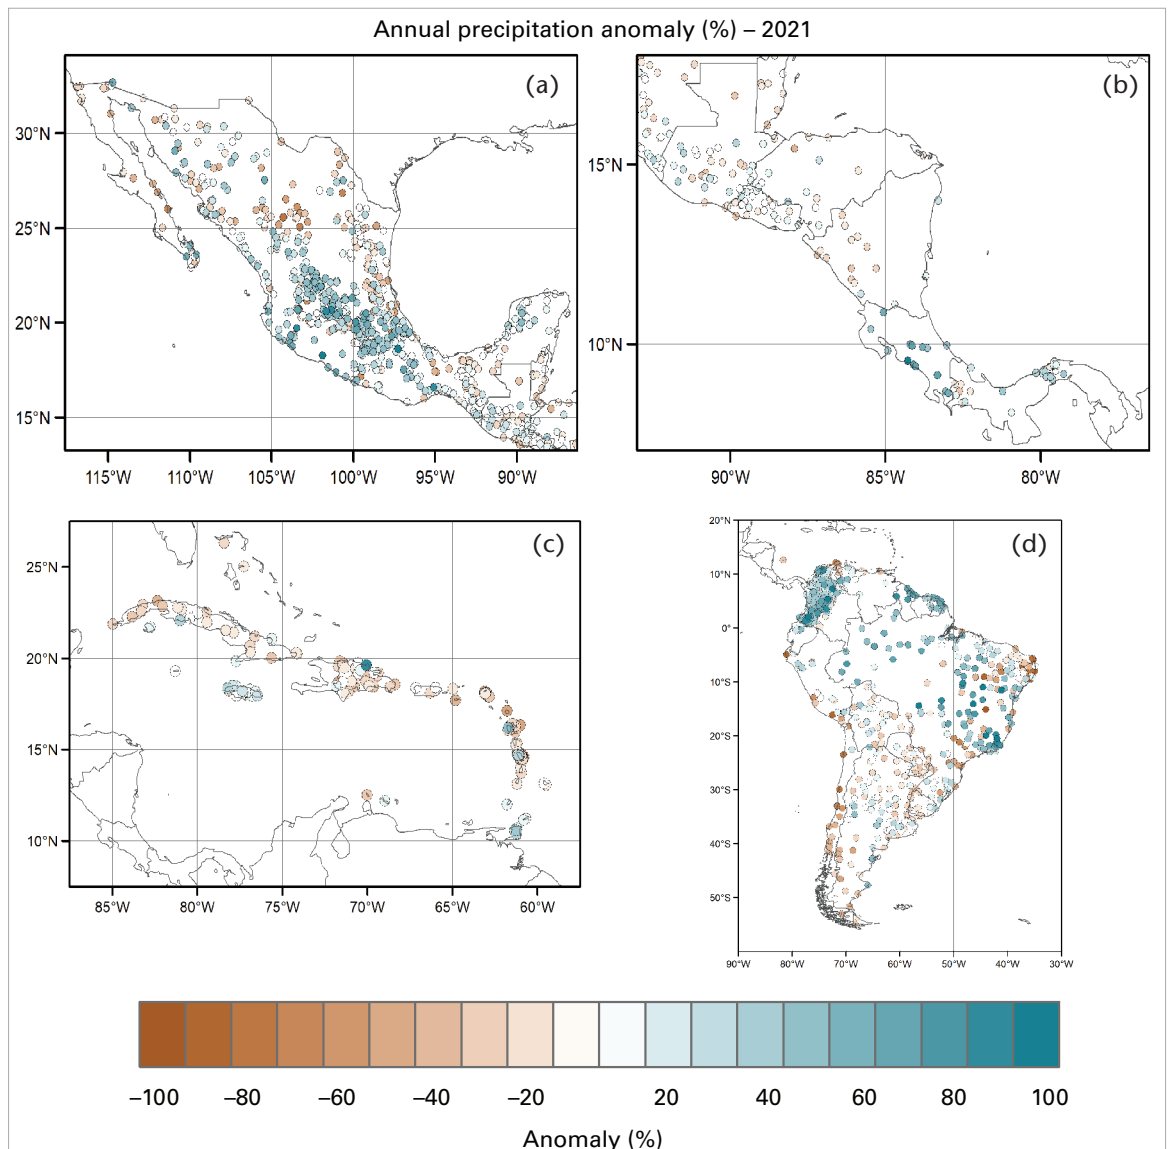 Annual precipitation anomaly (%) – 2021
(a)
30°N
25°N
20°N
15°N
115°W 110°W 105°W 100°W 95°W 90°W
(b)
15°N
10°N
90°W 85°W 80°W
(c)
25°N
20°N
15°N
10°N
85°W 80°W 75°W 70°W 65°W 60°W
(d)
20°N
10°N
0°
10°S
20°S
30°S
40°S
50°S
90°W 80°W 70°W 60°W 50°W 40°W 30°W
–100 –80 –60 –40 –20 20 40 60 80 100
Anomaly (%)